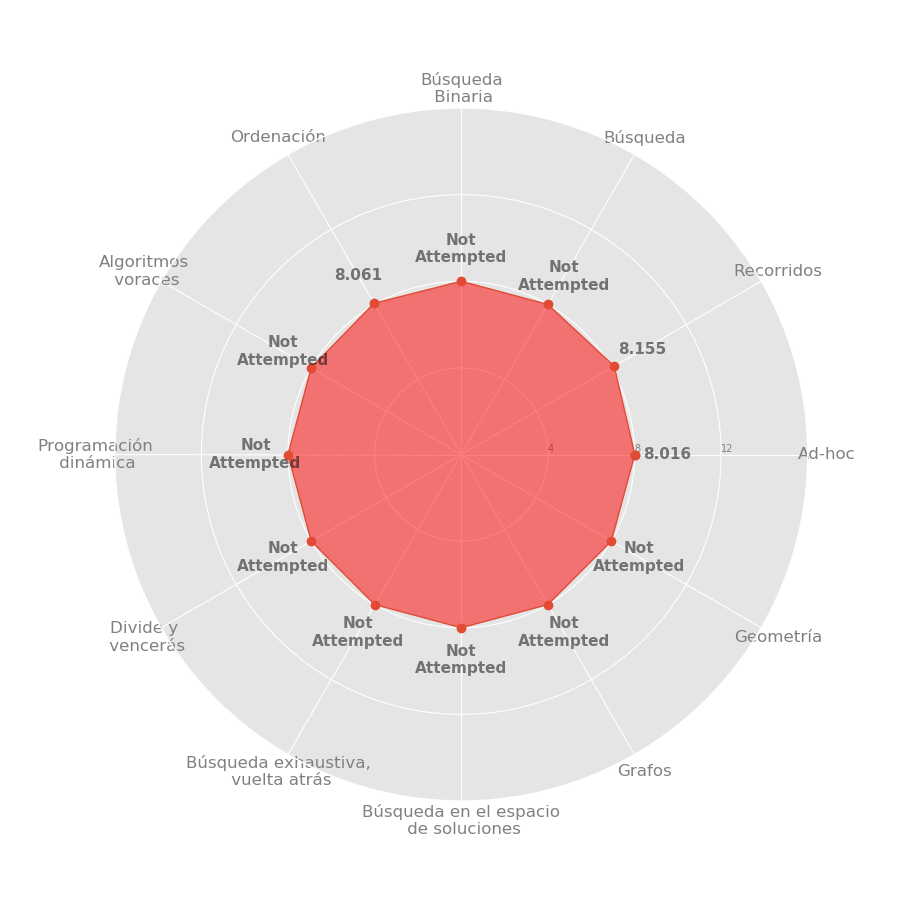 Búsqueda
Binaria
Ordenación
Búsqueda
Not
Attempted
Algoritmos
voraces
8.061
Not
Attempted
Recorridos
Not
Attempted
8.155
Programación
dinámica
Not
Attempted
4
8
12
8.016
Ad-hoc
Not
Attempted
Not
Attempted
Divide y
vencerás
Not
Attempted
Not
Attempted
Not
Attempted
Geometría
Búsqueda exhaustiva,
vuelta atrás
Grafos
Búsqueda en el espacio
de soluciones